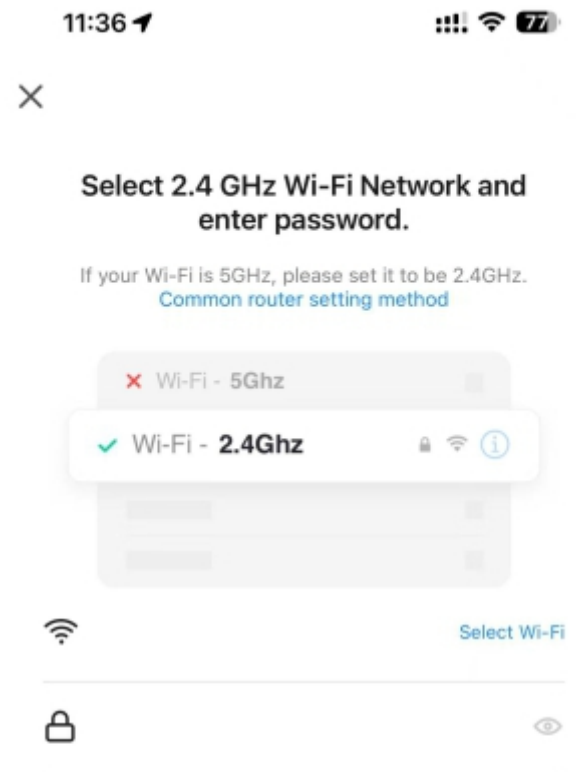 11:36
77
Select 2.4 GHz Wi-Fi Network and
enter password.
If your Wi-Fi is 5GHz, please set it to be 2.4GHz.
Common router setting method
Wi-Fi - 5Ghz
Wi-Fi - 2.4Ghz
Select Wi-Fi